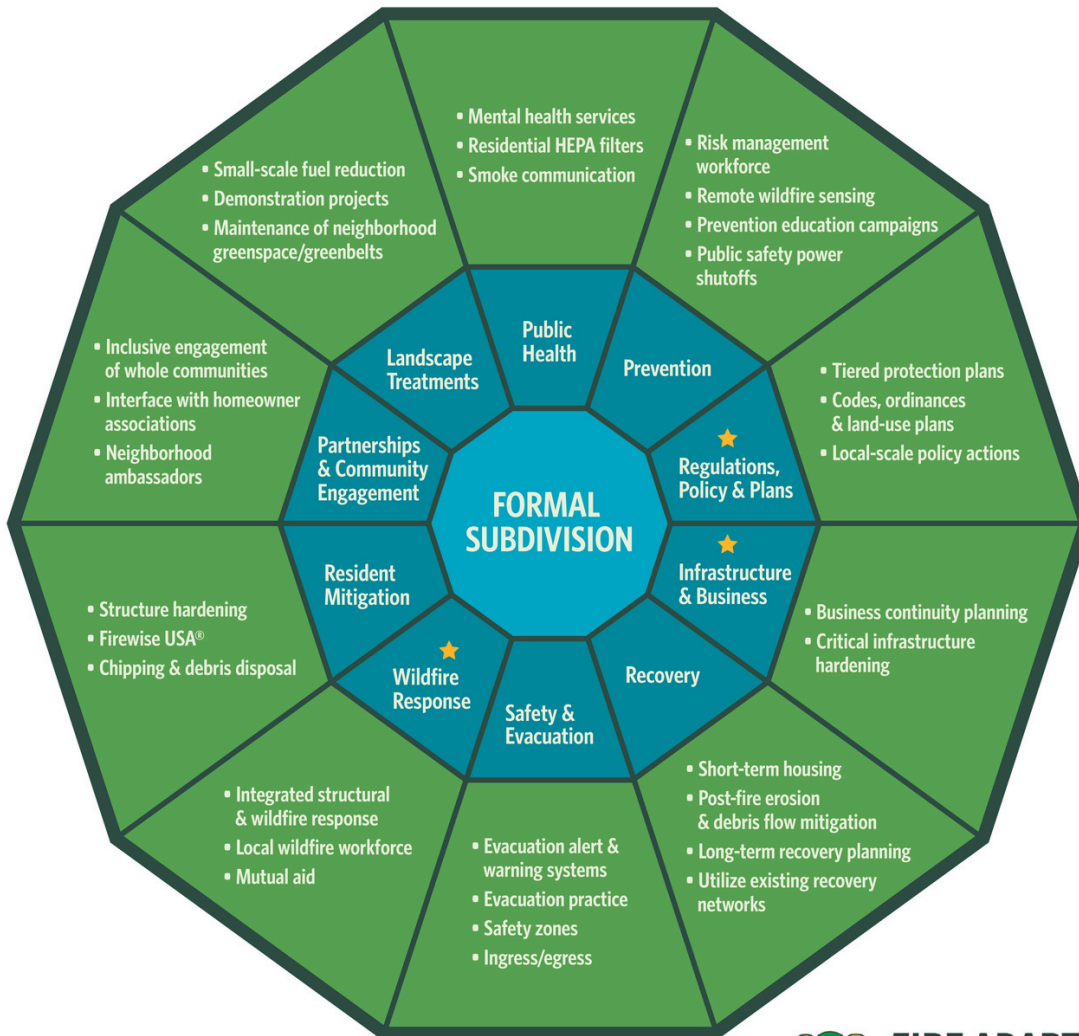 • Mental health services
• Residential HEPA filters
• Smoke communication
• Risk management
workforce
• Remote wildfire sensing
• Prevention education campaigns
• Public safety power
shutoffs
• Small-scale fuel reduction
• Demonstration projects
• Maintenance of neighborhood
greenspace/greenbelts
• Inclusive engagement
of whole communities
• Interface with homeowner
associations
• Neighborhood
ambassadors
• Tiered protection plans
• Codes, ordinances
& land-use plans
• Local-scale policy actions
Public
Health
Landscape
Treatments
Prevention
Partnerships
& Community
Engagement
Regulations,
Policy & Plans
FORMAL
SUBDIVISION
Resident
Mitigation
Infrastructure
& Business
Wildfire
Response
Recovery
Safety &
Evacuation
• Structure hardening
• Firewise USA®
• Chipping & debris disposal
• Business continuity planning
• Critical infrastructure
hardening
• Integrated structural
& wildfire response
• Local wildfire workforce
• Mutual aid
• Evacuation alert &
warning systems
• Evacuation practice
• Safety zones
• Ingress/egress
• Short-term housing
• Post-fire erosion
& debris flow mitigation
• Long-term recovery planning
• Utilize existing recovery
networks